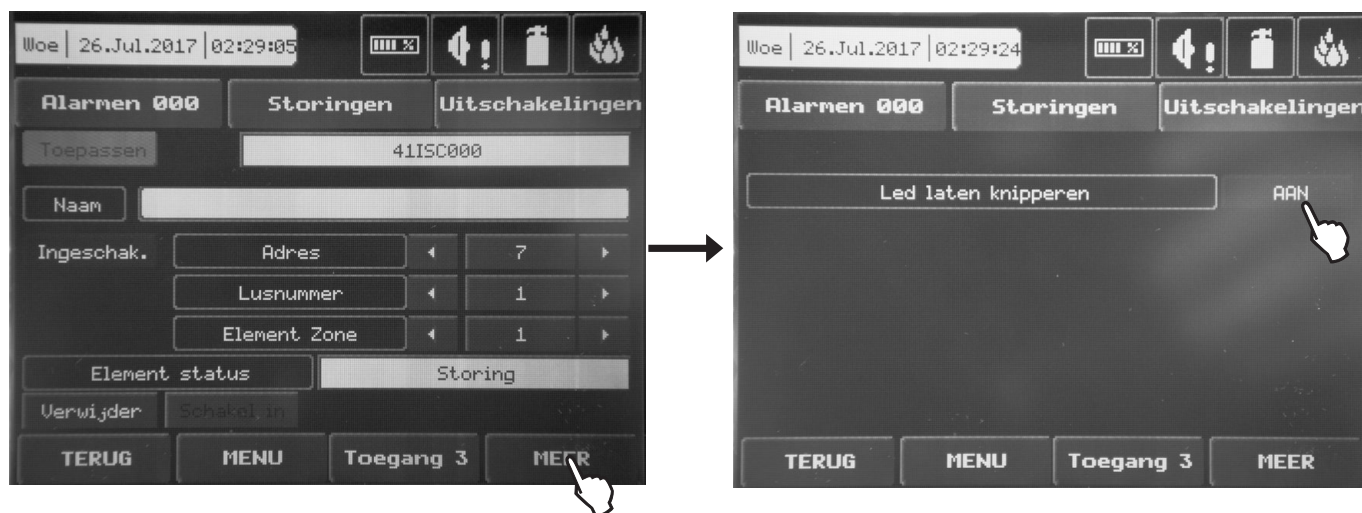 Woe 26.Jul.2017 02:29:05
Alarmen 000 Storingen Uitschakelingen
Toepassen 41ISC000
Naam
Ingeschak. Adres 7
Lusnummer 1
Element Zone 1
Element status Storing
Verwijder Schakel in
TERUG MENU Toegang 3 MEER
Woe 26.Jul.2017 02:29:24
Alarmen 000 Storingen Uitschakelingen
Led laten knipperen AAN
TERUG MENU Toegang 3 MEER